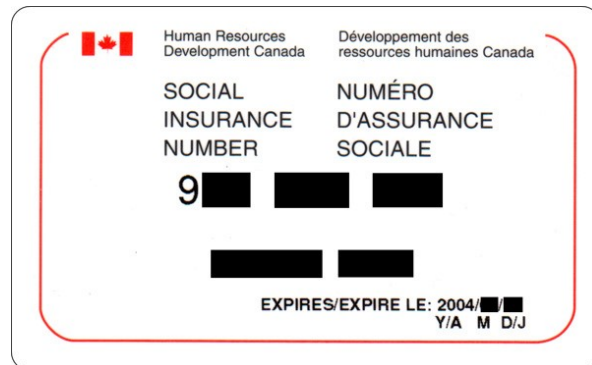 Human Resources Development Canada
Développement des ressources humaines Canada
SOCIAL INSURANCE NUMBER
NUMÉRO D'ASSURANCE SOCIALE
9
EXPIRES/EXPIRE LE: 2004/ /
Y/A M D/J